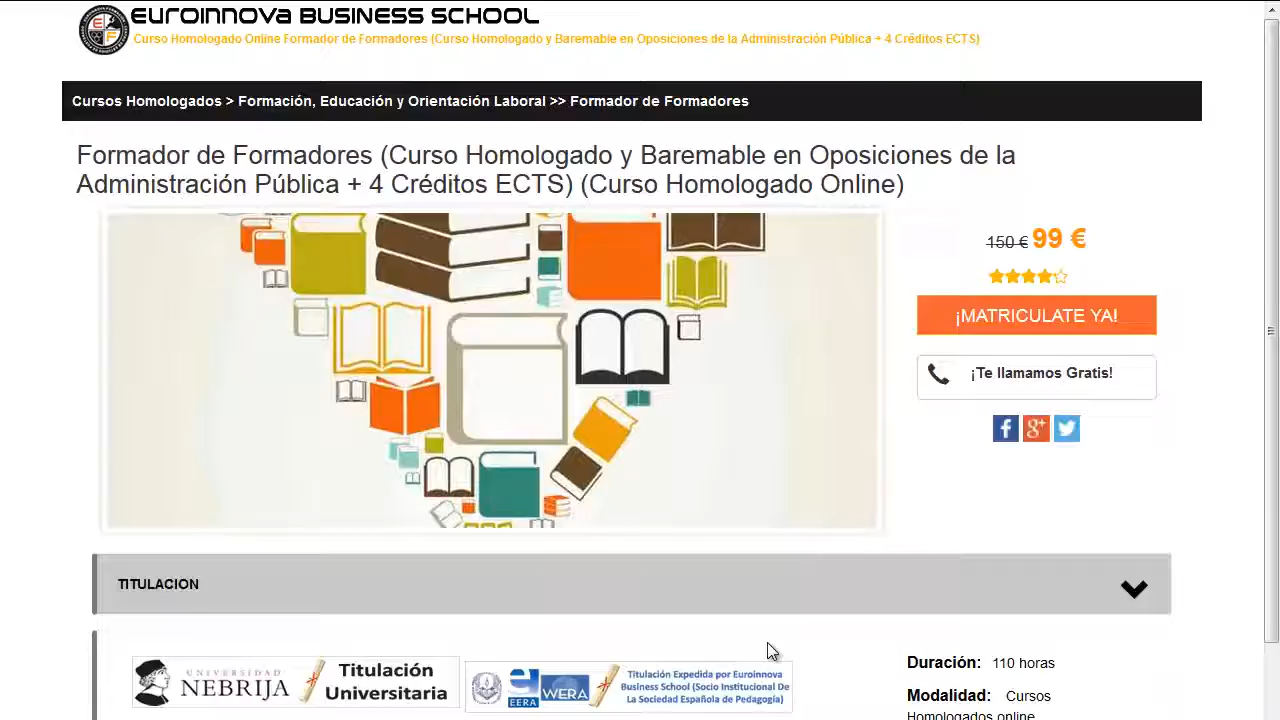 EUROINNOVA BUSINESS SCHOOL
Curso Homologado Online Formador de Formadores (Curso Homologado y Baremable en Oposiciones de la Administración Pública + 4 Créditos ECTS)
Cursos Homologados > Formación, Educación y Orientación Laboral >> Formador de Formadores
Formador de Formadores (Curso Homologado y Baremable en Oposiciones de la
Administración Pública + 4 Créditos ECTS) (Curso Homologado Online)
150 € 99 €
¡MATRICULATE YA!
¡Te llamamos Gratis!
TITULACION
UNIVERSIDAD
NEBRIJA
Titulación
Universitaria
EERA
WERA
Titulación Expedida por Euroinnova
Business School (Socio Institucional De
La Sociedad Española de Pedagogía)
Duración: 110 horas
Modalidad: Cursos
Homologados online